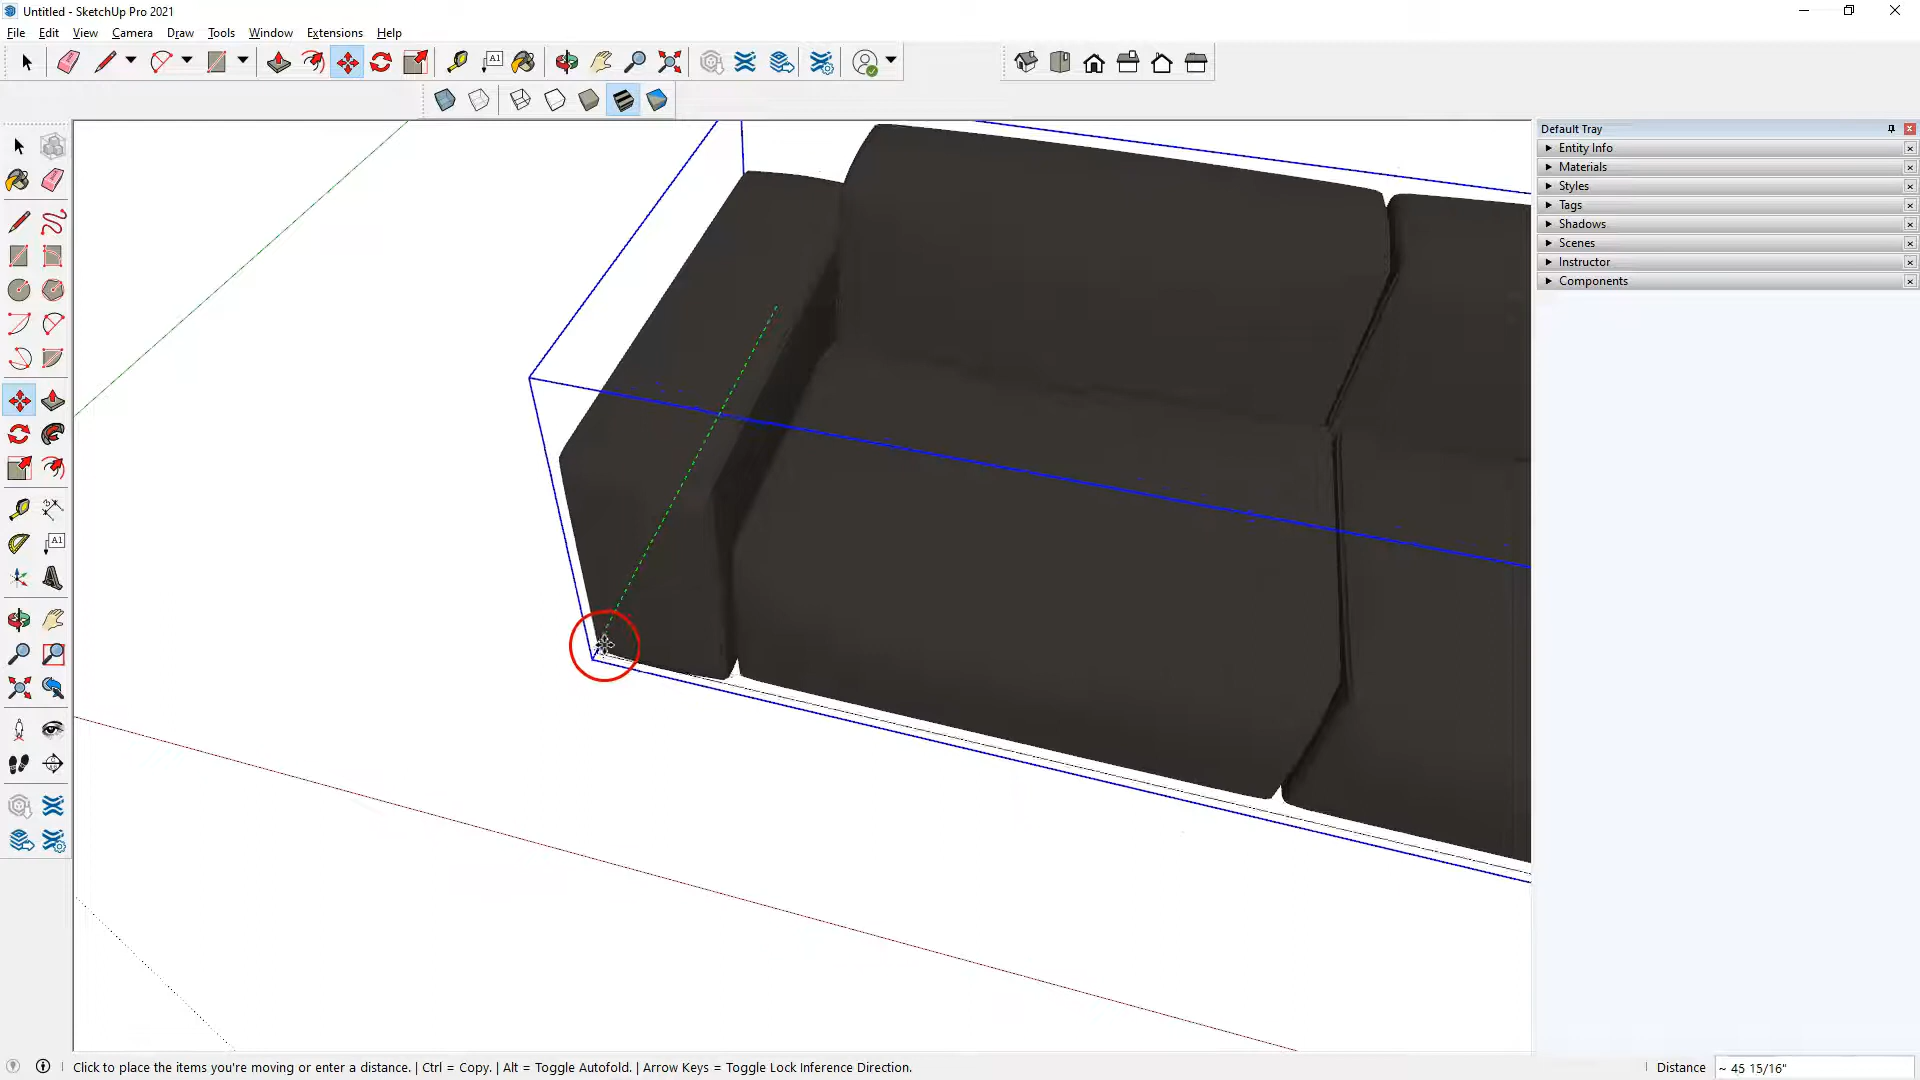 Untitled - SketchUp Pro 2021
File Edit View Camera Draw Tools Window Extensions Help
A1
Default Tray
Entity Info
Materials
Styles
Tags
Shadows
Scenes
Instructor
Components
A1
Click to place the items you're moving or enter a distance. | Ctrl = Copy. | Alt = Toggle Autofold. | Arrow Keys = Toggle Lock Inference Direction.
Distance ~ 45 15/16"